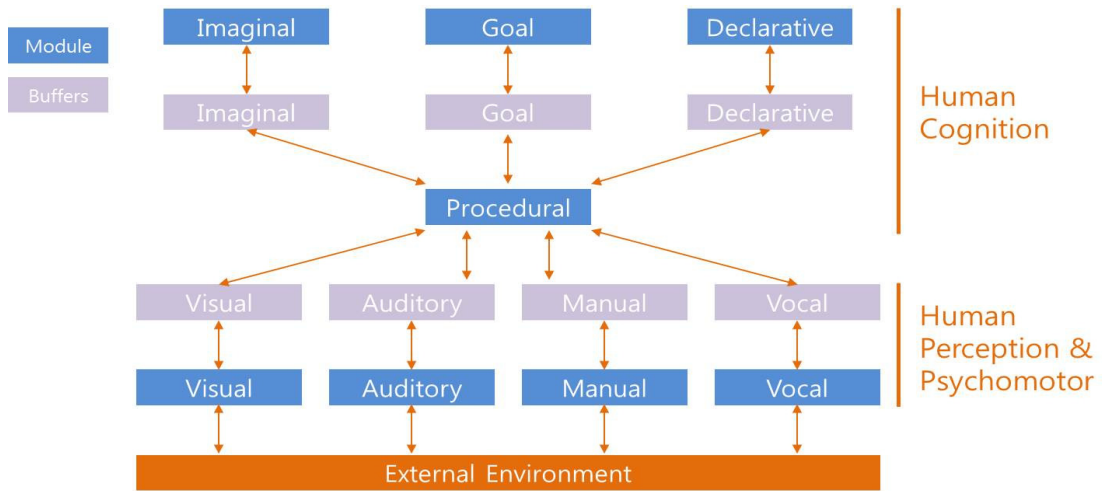 Module
Buffers
Imaginal
Goal
Declarative
Imaginal
Goal
Declarative
Procedural
Human
Cognition
Visual
Auditory
Manual
Vocal
Visual
Auditory
Manual
Vocal
Human
Perception &
Psychomotor
External Environment